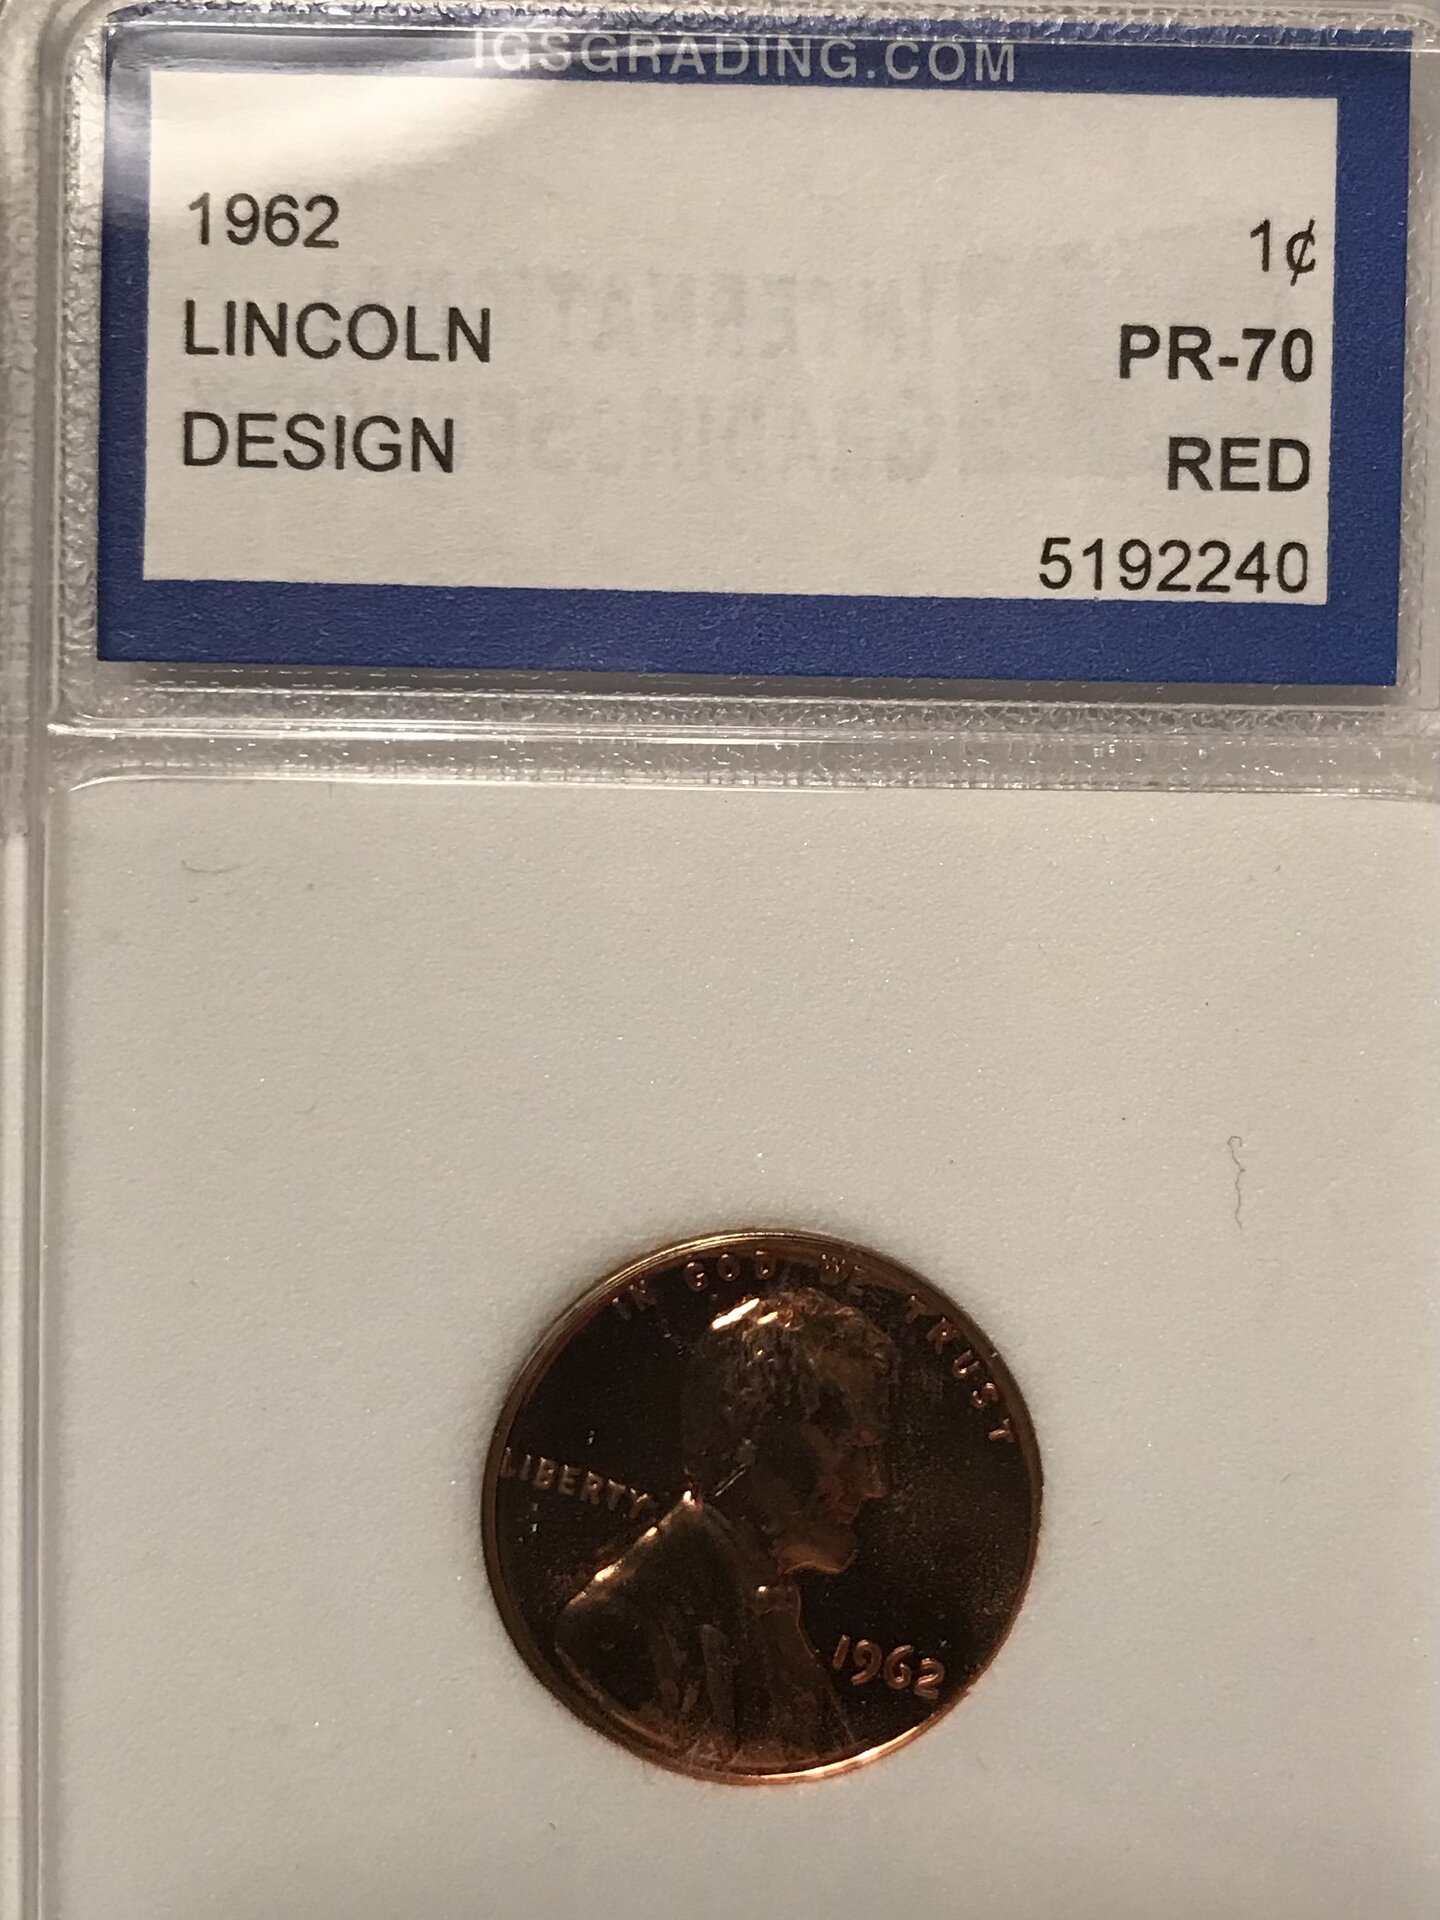 IGSGRADING.COM
1962
1¢
LINCOLN
PR-70
DESIGN
RED
5192240
IN GOD WE TRUST
LIBERTY
1962